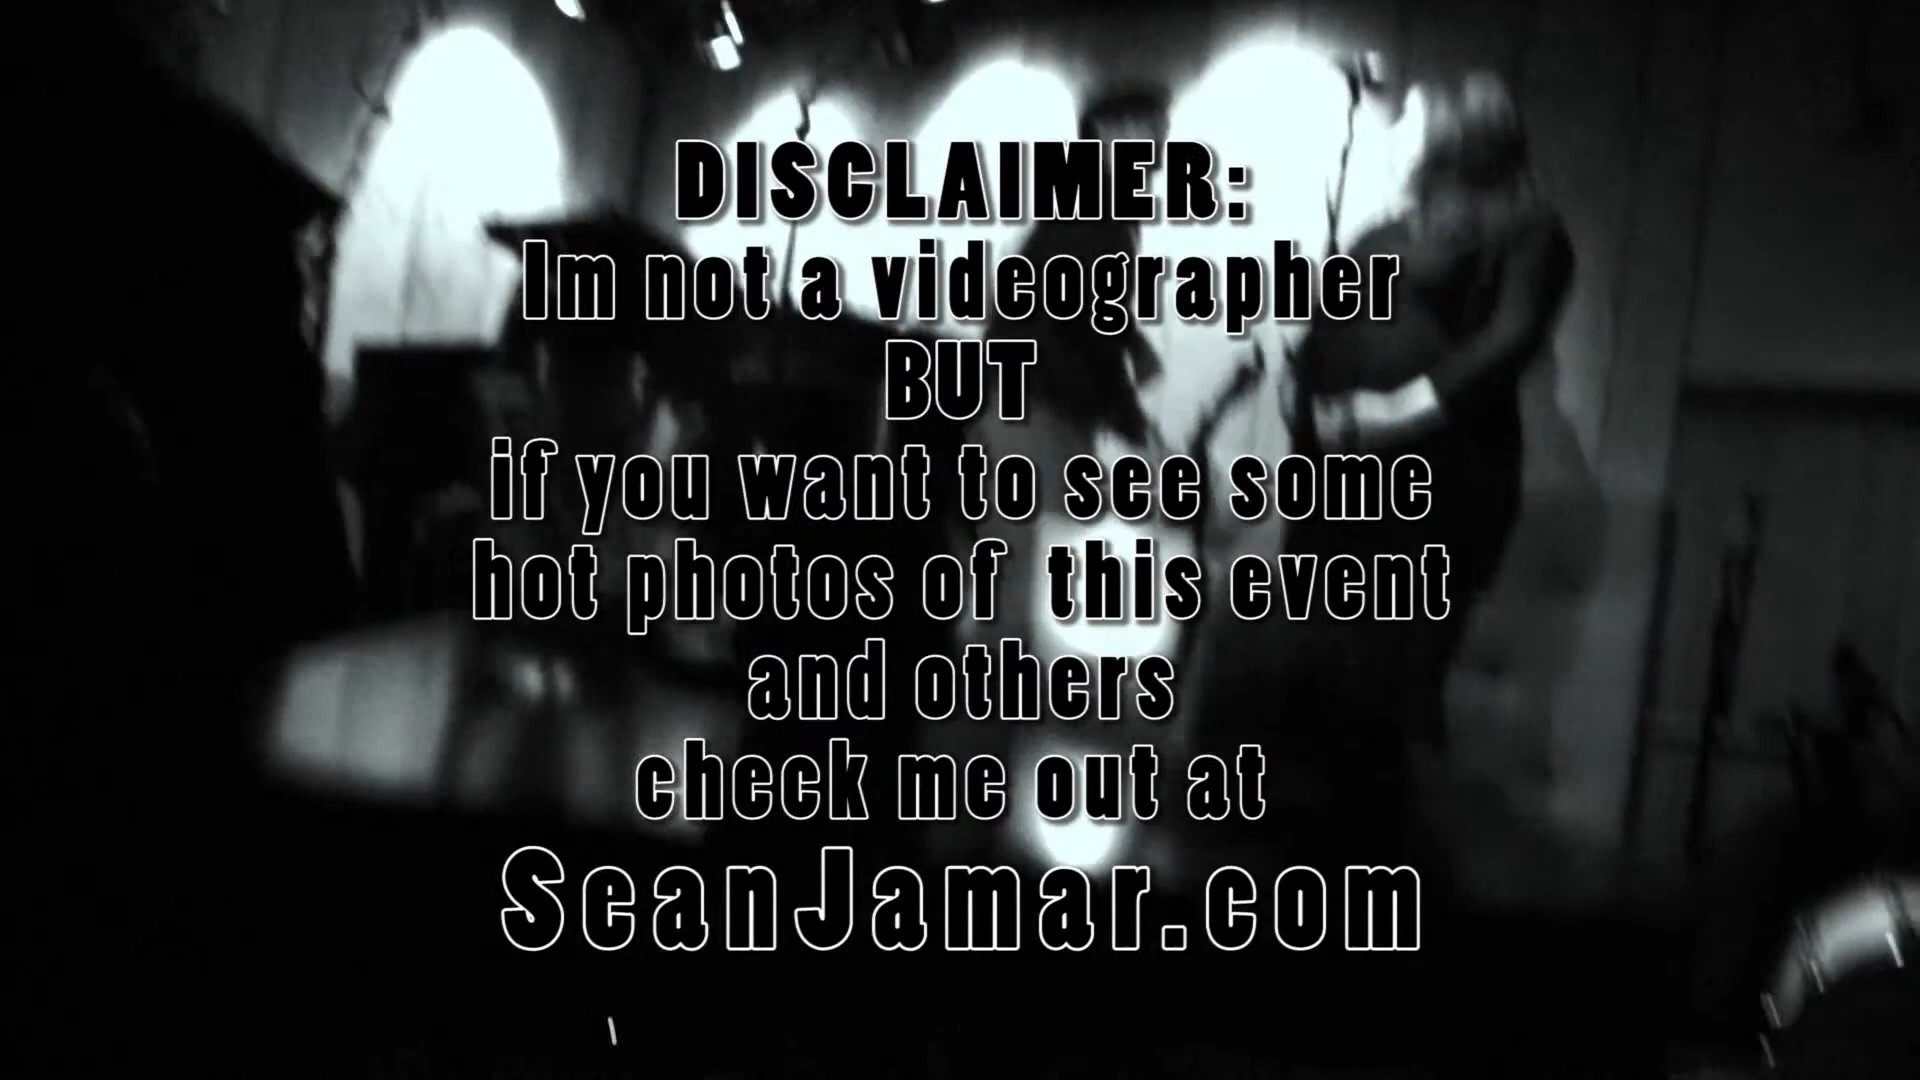 DISCLAIMER:
Im not a videographer
BUT
if you want to see some
hot photos of this event
and others
check me out at
SeanJamar.com